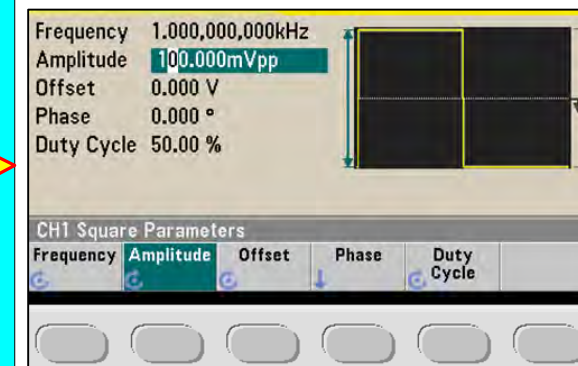 Frequency 1.000,000,000kHz
Amplitude 100.000mVpp
Offset 0.000 V
Phase 0.000 °
Duty Cycle 50.00 %
CH1 Square Parameters
Frequency Amplitude Offset Phase Duty Cycle